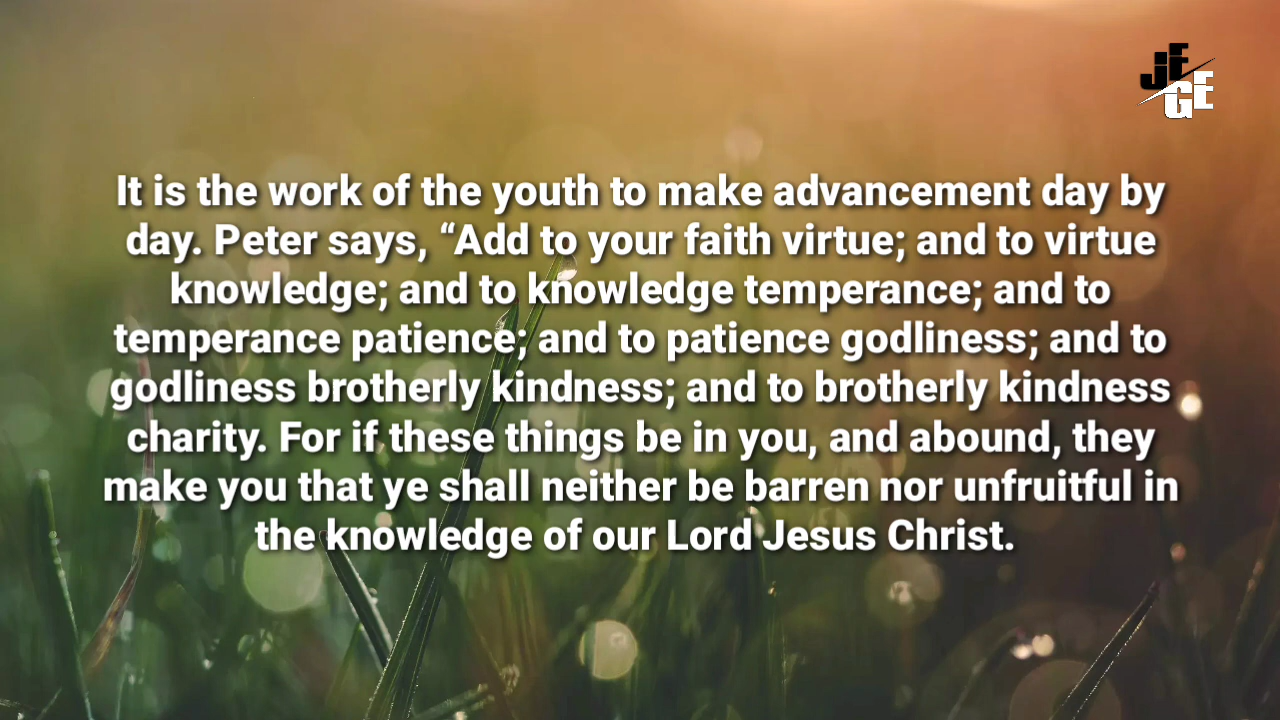 JF
GF
It is the work of the youth to make advancement day by
day. Peter says, “Add to your faith virtue; and to virtue
knowledge; and to knowledge temperance; and to
temperance patience; and to patience godliness; and to
godliness brotherly kindness; and to brotherly kindness
charity. For if these things be in you, and abound, they
make you that ye shall neither be barren nor unfruitful in
the knowledge of our Lord Jesus Christ.